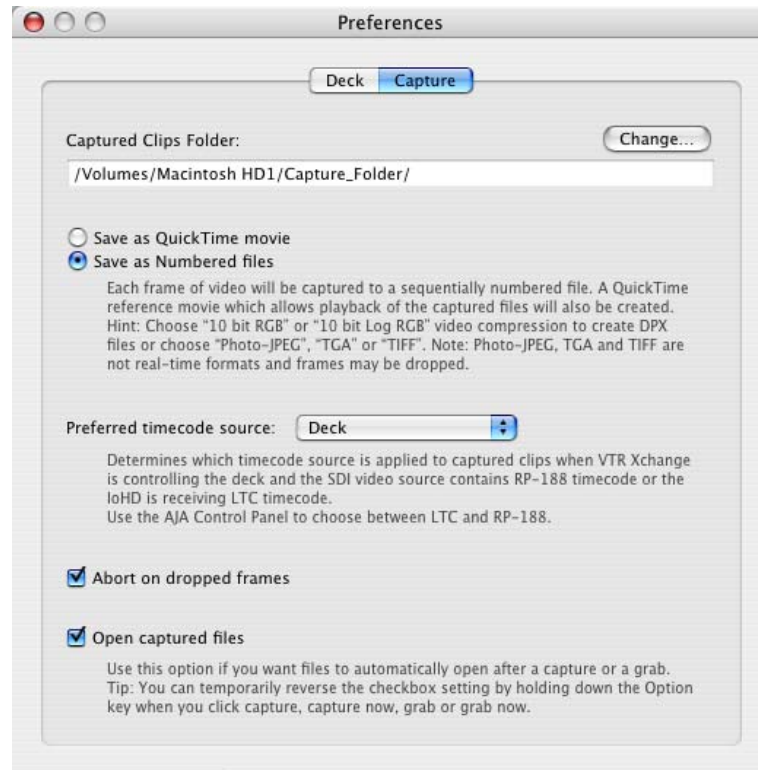 Preferences
Deck Capture
Captured Clips Folder: Change...
/Volumes/Macintosh HD1/Capture_Folder/
Save as QuickTime movie
Save as Numbered files
Each frame of video will be captured to a sequentially numbered file. A QuickTime
reference movie which allows playback of the captured files will also be created.
Hint: Choose “10 bit RGB” or “10 bit Log RGB” video compression to create DPX
files or choose “Photo-JPEG”, “TGA” or “TIFF”. Note: Photo-JPEG, TGA and TIFF are
not real-time formats and frames may be dropped.
Preferred timecode source: Deck
Determines which timecode source is applied to captured clips when VTR Xchange
is controlling the deck and the SDI video source contains RP-188 timecode or the
IoHD is receiving LTC timecode.
Use the AJA Control Panel to choose between LTC and RP-188.
Abort on dropped frames
Open captured files
Use this option if you want files to automatically open after a capture or a grab.
Tip: You can temporarily reverse the checkbox setting by holding down the Option
key when you click capture, capture now, grab or grab now.